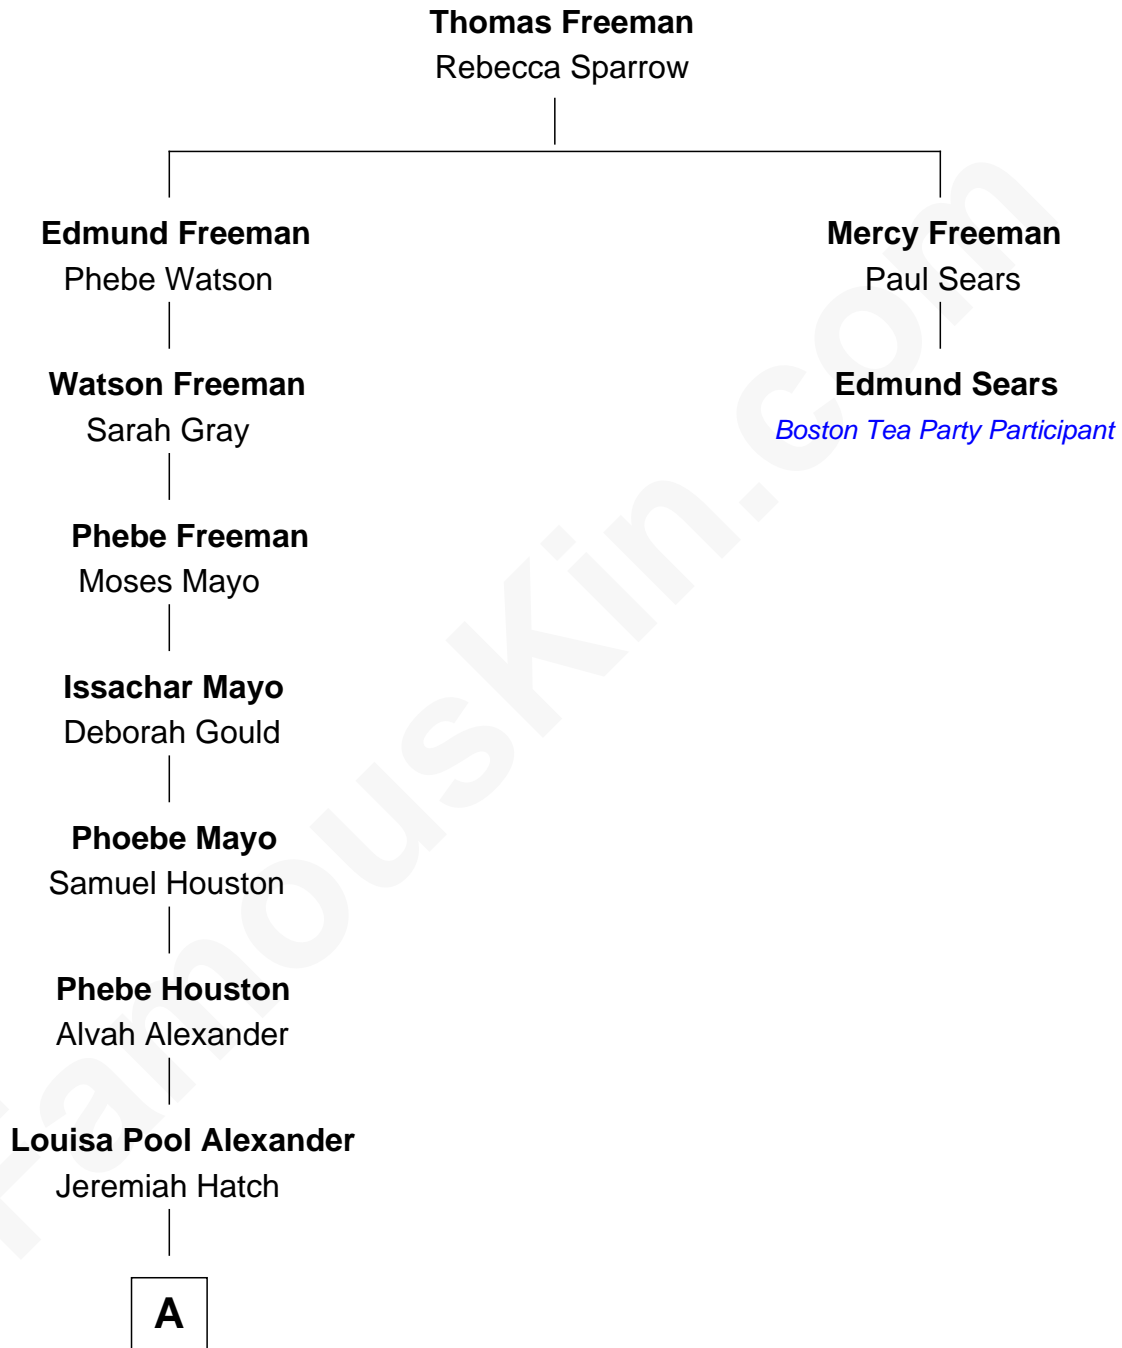 Thomas Freeman
Rebecca Sparrow
Edmund Freeman
Phebe Watson
Mercy Freeman
Paul Sears
Watson Freeman
Sarah Gray
Edmund Sears
Boston Tea Party Participant
Phebe Freeman
Moses Mayo
Issachar Mayo
Deborah Gould
Phoebe Mayo
Samuel Houston
Phebe Houston
Alvah Alexander
Louisa Pool Alexander
Jeremiah Hatch
A
FamousKin.com